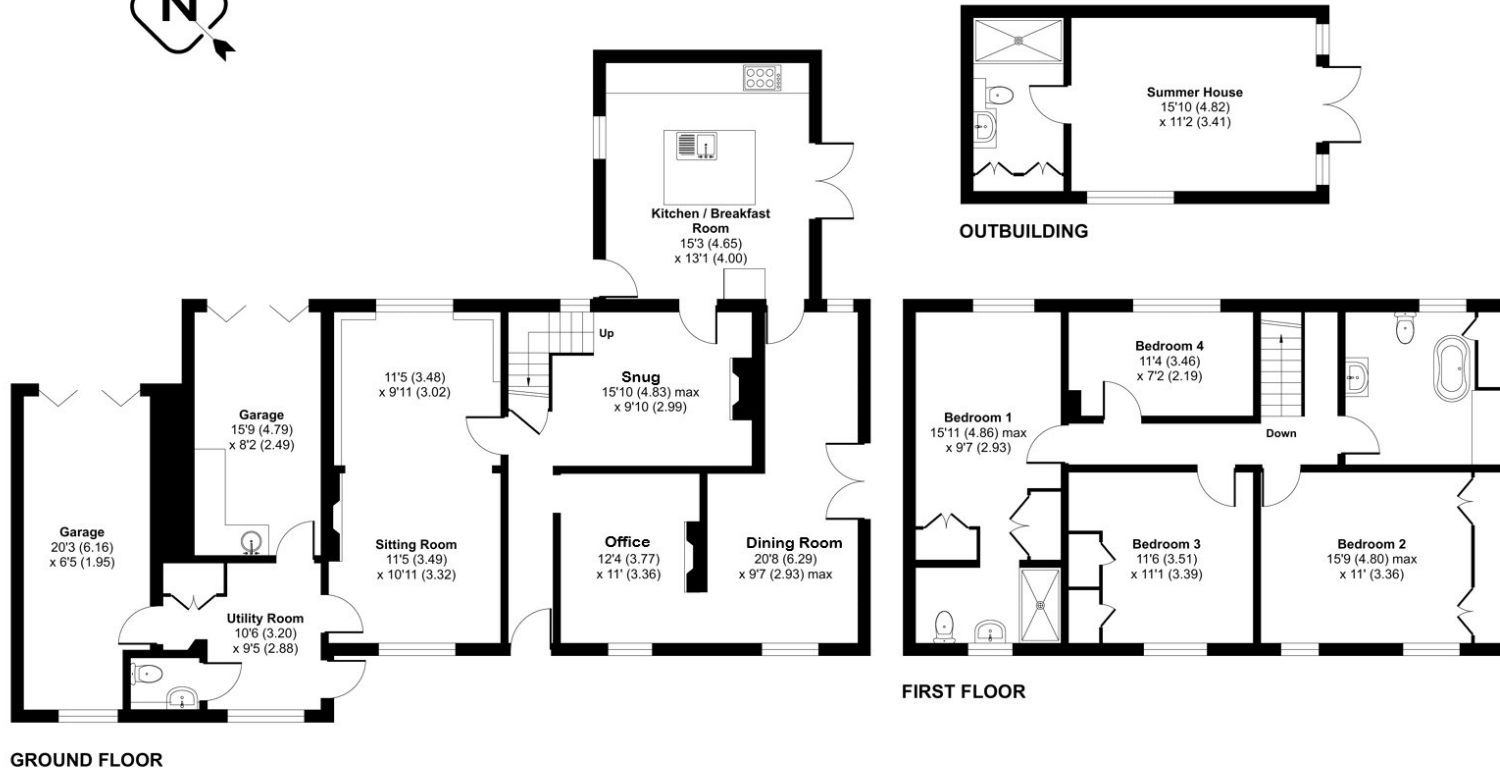 N
Summer House
15'10 (4.82)
x 11'2 (3.41)
OUTBUILDING
Kitchen / Breakfast
Room
15'3 (4.65)
x 13'1 (4.00)
Up
11'5 (3.48)
x 9'11 (3.02)
Snug
15'10 (4.83) max
x 9'10 (2.99)
Garage
15'9 (4.79)
x 8'2 (2.49)
Garage
20'3 (6.16)
x 6'5 (1.95)
Sitting Room
11'5 (3.49)
x 10'11 (3.32)
Office
12'4 (3.77)
x 11' (3.36)
Dining Room
20'8 (6.29)
x 9'7 (2.93) max
Utility Room
10'6 (3.20)
x 9'5 (2.88)
GROUND FLOOR
Bedroom 4
11'4 (3.46)
x 7'2 (2.19)
Bedroom 1
15'11 (4.86) max
x 9'7 (2.93)
Down
Bedroom 3
11'6 (3.51)
x 11'1 (3.39)
Bedroom 2
15'9 (4.80) max
x 11' (3.36)
FIRST FLOOR